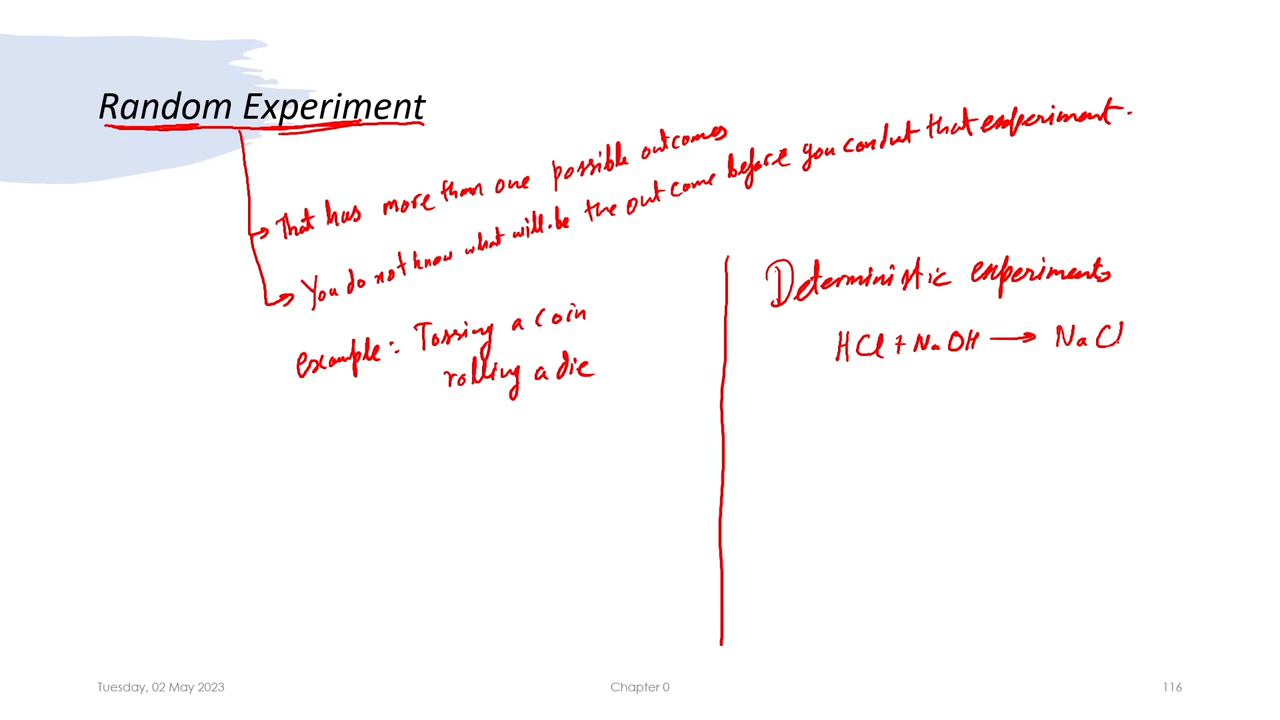 Random Experiment
That has more than one possible outcomes
You do not know what will be the outcome before you conduct that experiment.
example: Tossing a coin
rolling a die
Deterministic experiments
HCl + NaOH → NaCl
Tuesday, 02 May 2023
Chapter 0
116